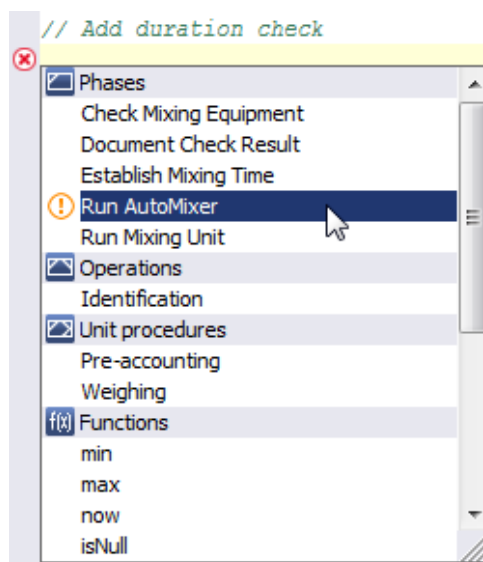 // Add duration check
Phases
Check Mixing Equipment
Document Check Result
Establish Mixing Time
Run AutoMixer
Run Mixing Unit
Operations
Identification
Unit procedures
Pre-accounting
Weighing
f(x) Functions
min
max
now
isNull